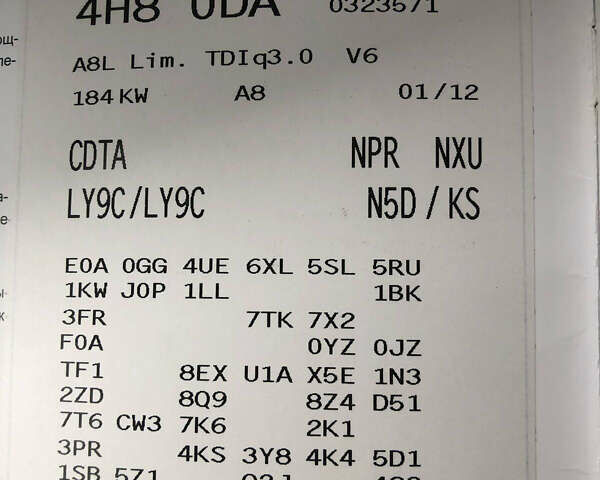 4H8 0DA 0323571
A8L Lim. TDIq3.0 V6
184 KW A8 01/12
CDTA NPR NXU
LY9C/LY9C N5D / KS
E0A 0GG 4UE 6XL 5SL 5RU
1KW J0P 1LL 1BK
3FR 7TK 7X2
F0A 0YZ 0JZ
TF1 8EX U1A X5E 1N3
2ZD 8Q9 8Z4 D51
7T6 CW3 7K6 2K1
3PR 4KS 3Y8 4K4 5D1
1SB 5Z1